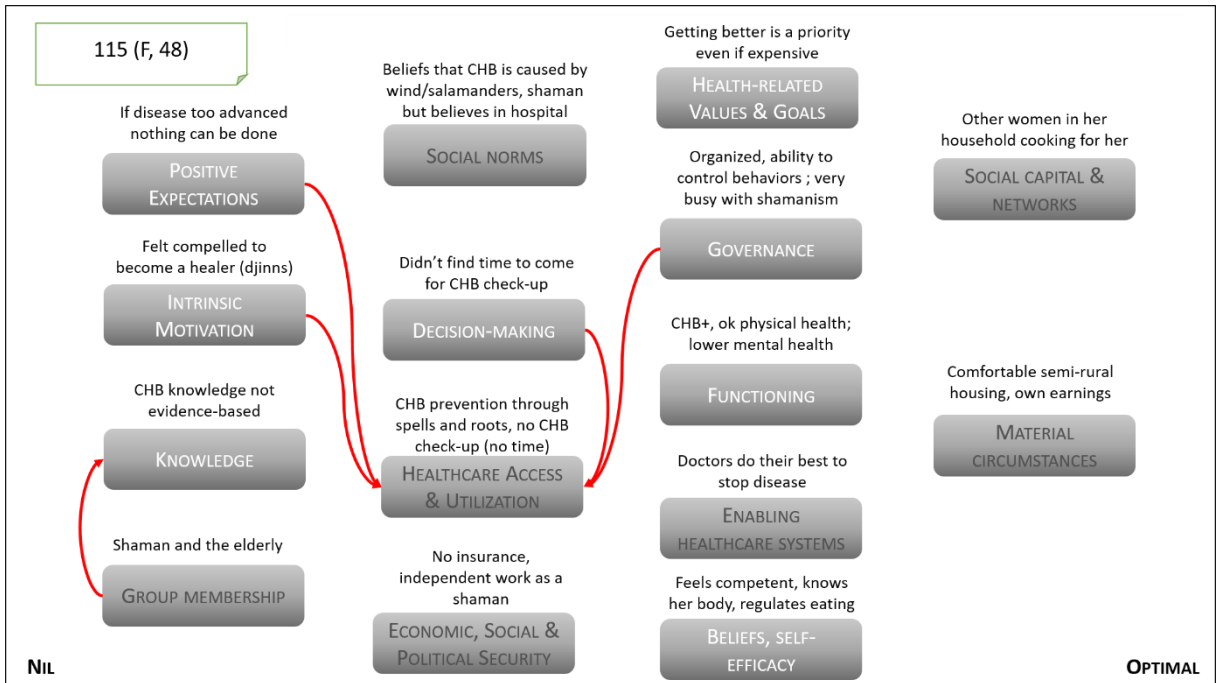 115 (F, 48)
If disease too advanced
nothing can be done
POSITIVE
EXPECTATIONS
Felt compelled to
become a healer (djinns)
INTRINSIC
MOTIVATION
CHB knowledge not
evidence-based
KNOWLEDGE
Shaman and the elderly
GROUP MEMBERSHIP
NIL
Beliefs that CHB is caused by
wind/salamanders, shaman
but believes in hospital
SOCIAL NORMS
Didn’t find time to come
for CHB check-up
DECISION-MAKING
CHB prevention through
spells and roots, no CHB
check-up (no time)
HEALTHCARE ACCESS
& UTILIZATION
No insurance,
independent work as a
shaman
ECONOMIC, SOCIAL &
POLITICAL SECURITY
Getting better is a priority
even if expensive
HEALTH-RELATED
VALUES & GOALS
Organized, ability to
control behaviors ; very
busy with shamanism
GOVERNANCE
CHB+, ok physical health;
lower mental health
FUNCTIONING
Doctors do their best to
stop disease
ENABLING
HEALTHCARE SYSTEMS
Feels competent, knows
her body, regulates eating
BELIEFS, SELF-
EFFICACY
Other women in her
household cooking for her
SOCIAL CAPITAL &
NETWORKS
Comfortable semi-rural
housing, own earnings
MATERIAL
CIRCUMSTANCES
OPTIMAL